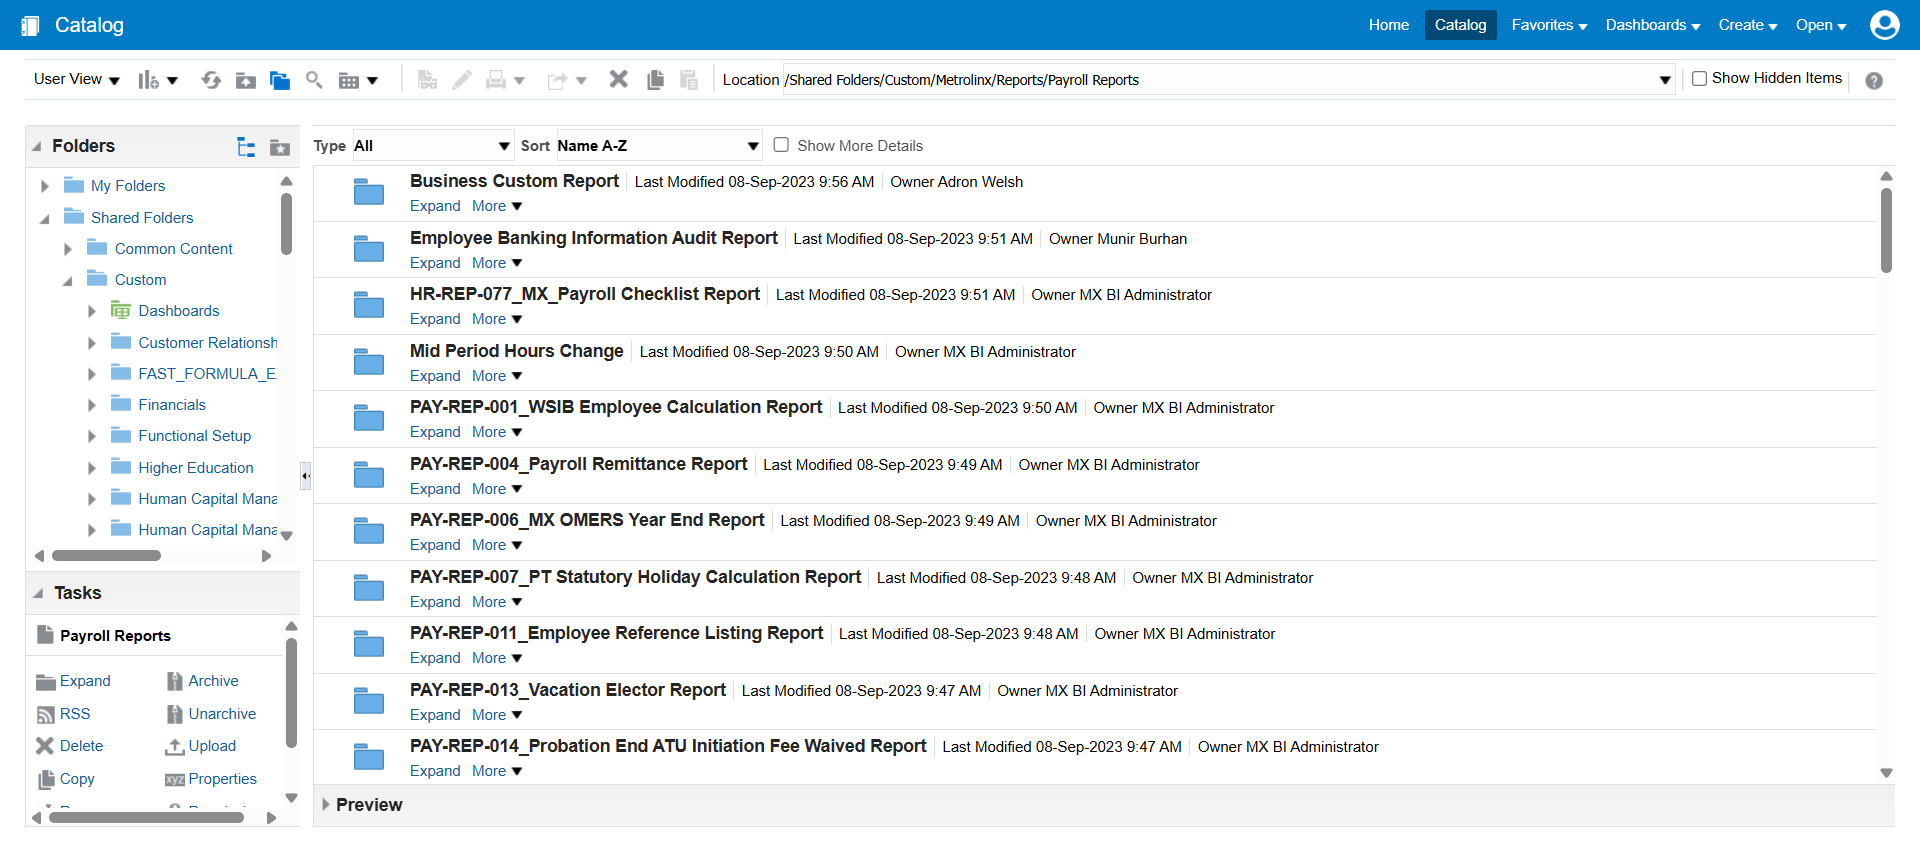 Catalog
Home Catalog Favorites Dashboards Create Open
User View
Location /Shared Folders/Custom/Metrolinx/Reports/Payroll Reports
Show Hidden Items
Folders
My Folders
Shared Folders
Common Content
Custom
Dashboards
Customer Relationsh
FAST_FORMULA_E
Financials
Functional Setup
Higher Education
Human Capital Mana
Human Capital Mana
Tasks
Payroll Reports
Expand Archive
RSS Unarchive
Delete Upload
Copy xyz Properties
Type All Sort Name A-Z Show More Details
Business Custom Report Last Modified 08-Sep-2023 9:56 AM Owner Adron Welsh
Expand More
Employee Banking Information Audit Report Last Modified 08-Sep-2023 9:51 AM Owner Munir Burhan
Expand More
HR-REP-077_MX_Payroll Checklist Report Last Modified 08-Sep-2023 9:51 AM Owner MX BI Administrator
Expand More
Mid Period Hours Change Last Modified 08-Sep-2023 9:50 AM Owner MX BI Administrator
Expand More
PAY-REP-001_WSIB Employee Calculation Report Last Modified 08-Sep-2023 9:50 AM Owner MX BI Administrator
Expand More
PAY-REP-004_Payroll Remittance Report Last Modified 08-Sep-2023 9:49 AM Owner MX BI Administrator
Expand More
PAY-REP-006_MX OMERS Year End Report Last Modified 08-Sep-2023 9:49 AM Owner MX BI Administrator
Expand More
PAY-REP-007_PT Statutory Holiday Calculation Report Last Modified 08-Sep-2023 9:48 AM Owner MX BI Administrator
Expand More
PAY-REP-011_Employee Reference Listing Report Last Modified 08-Sep-2023 9:48 AM Owner MX BI Administrator
Expand More
PAY-REP-013_Vacation Elector Report Last Modified 08-Sep-2023 9:47 AM Owner MX BI Administrator
Expand More
PAY-REP-014_Probation End ATU Initiation Fee Waived Report Last Modified 08-Sep-2023 9:47 AM Owner MX BI Administrator
Expand More
Preview